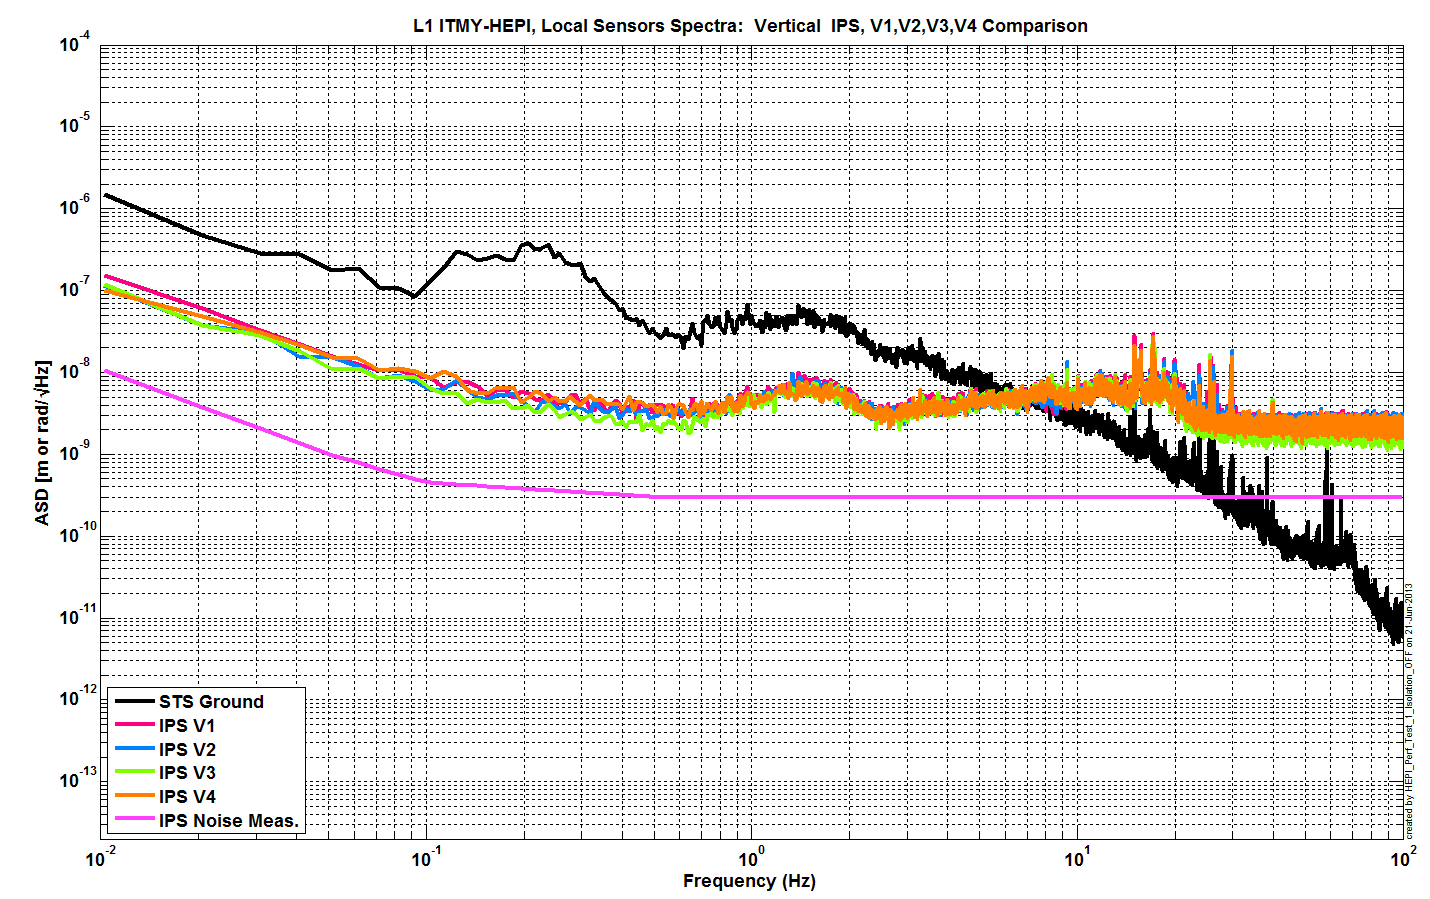 L1 ITMY-HEPI, Local Sensors Spectra: Vertical IPS, V1,V2,V3,V4 Comparison
10^-4
10^-5
10^-6
10^-7
10^-8
10^-9
10^-10
10^-11
10^-12
10^-13
ASD [m or rad/√Hz]
STS Ground
IPS V1
IPS V2
IPS V3
IPS V4
IPS Noise Meas.
10^-2
10^-1
10^0
10^1
10^2
Frequency (Hz)
created by HEPI_Perf_Test_1_Isolation_OFF on 21-Jun-2013